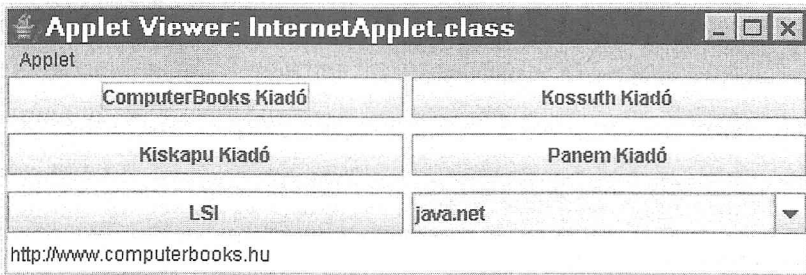 Applet Viewer: InternetApplet.class
Applet
ComputerBooks Kiadó
Kossuth Kiadó
Kiskapu Kiadó
Panem Kiadó
LSI
java.net
http://www.computerbooks.hu